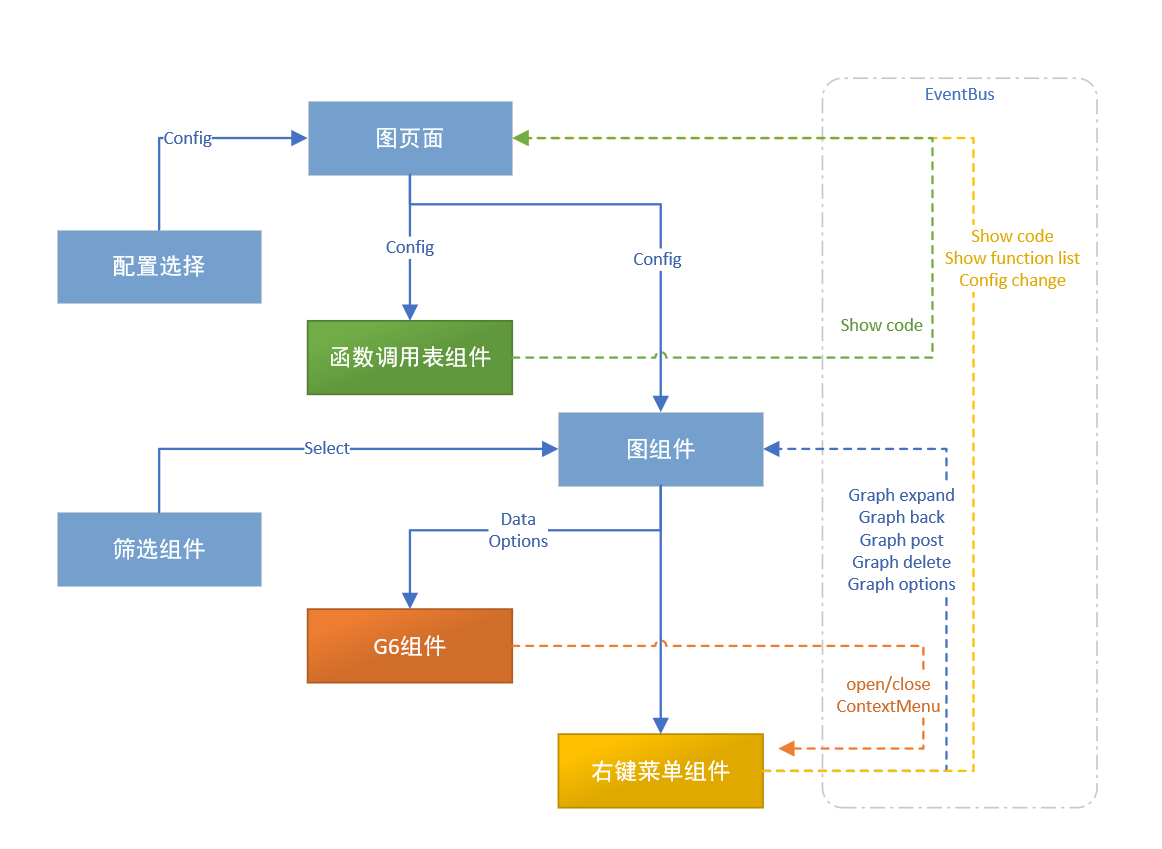 EventBus
Config
图页面
Config
Config
配置选择
Show code
Show function list
Config change
Show code
函数调用表组件
Select
图组件
Graph expand
Graph back
Graph post
Graph delete
Graph options
Data
Options
筛选组件
G6组件
open/close
ContextMenu
右键菜单组件